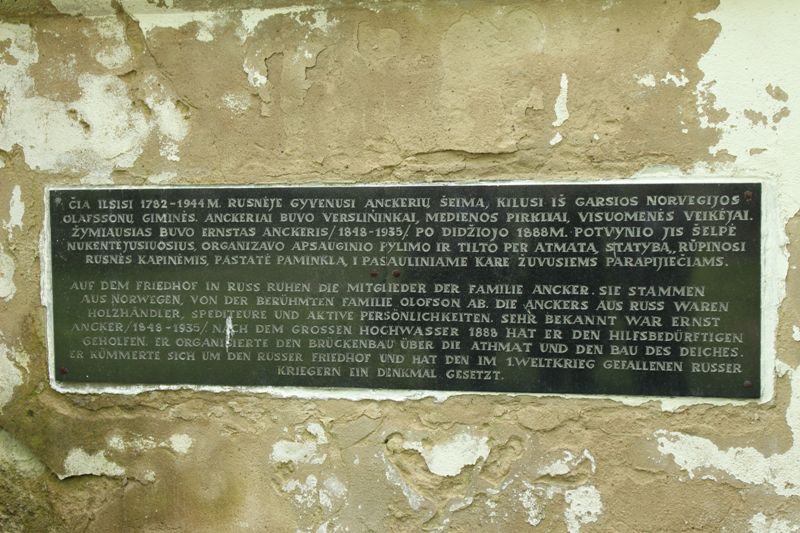 ČIA ILSISI 1782-1944 M. RUSNĖJE GYVENUSI ANCKERIŲ ŠEIMA, KILUSI IŠ GARSIOS NORVEGIJOS
OLAFSSONŲ GIMINĖS. ANCKERIAI BUVO VERSLININKAI, MEDIENOS PIRKLIAI, VISUOMENĖS VEIKĖJAI.
ŽYMIAUSIAS BUVO ERNSTAS ANCKERIS/1848-1935/ PO DIDŽIOJO 1888 M. POTVYNIO JIS ŠELPĖ
NUKENTĖJUSIUOSIUS, ORGANIZAVO APSAUGINIO PYLIMO IR TILTO PER ATMATĄ STATYBĄ, RŪPINOSI
RUSNĖS KAPINĖMIS, PASTATĖ PAMINKLĄ, I PASAULINIAME KARE ŽUVUSIEMS PARAPIJIEČIAMS.
AUF DEM FRIEDHOF IN RUSS RUHEN DIE MITGLIEDER DER FAMILIE ANCKER. SIE STAMMEN
AUS NORWEGEN, VON DER BERÜHMTEN FAMILIE OLOFSON AB. DIE ANCKERS AUS RUSS WAREN
HOLZHÄNDLER, SPEDITEURE UND AKTIVE PERSÖNLICHKEITEN. SEHR BEKANNT WAR ERNST
ANCKER/1848-1935/ NACH DEM GROSSEN HOCHWASSER 1888 HAT ER DEN HILFSBEDÜRFTIGEN
GEHOLFEN. ER ORGANISIERTE DEN BRÜCKENBAU ÜBER DIE ATHMAT UND DEN BAU DES DEICHES.
ER KÜMMERTE SICH UM DEN RUSSER FRIEDHOF UND HAT DEN IM 1. WELTKRIEG GEFALLENEN RUSSER
KRIEGERN EIN DENKMAL GESETZT.